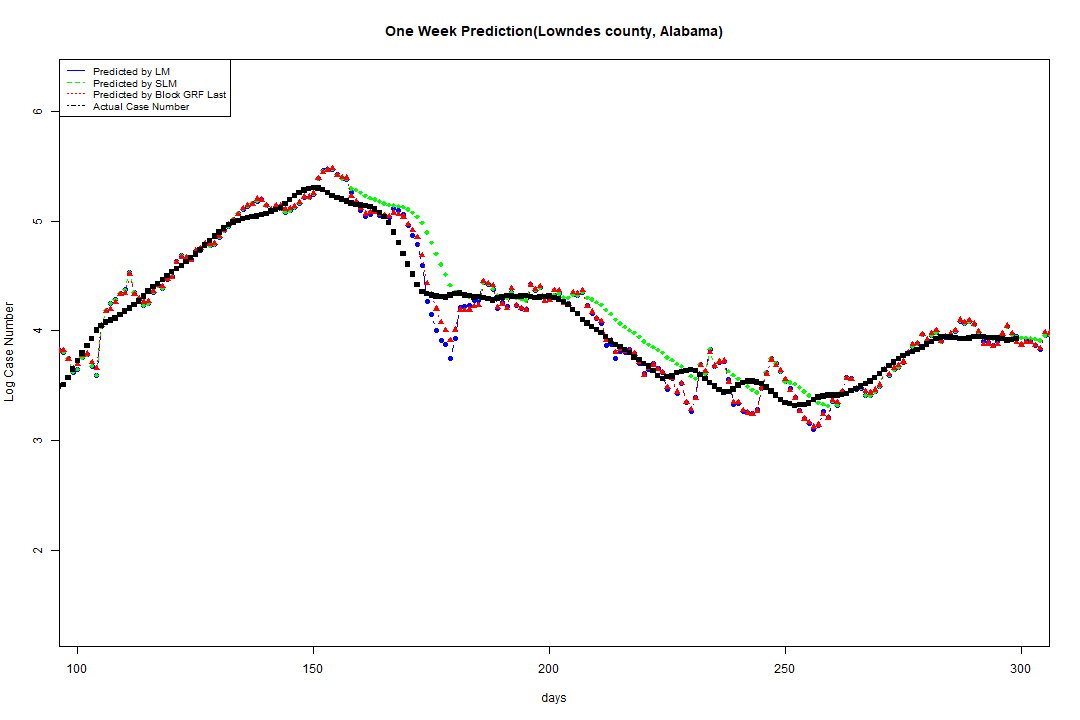 One Week Prediction(Lowndes county, Alabama)
Predicted by LM
Predicted by SLM
Predicted by Block GRF Last
Actual Case Number
6
5
4
3
2
Log Case Number
100 150 200 250 300
days